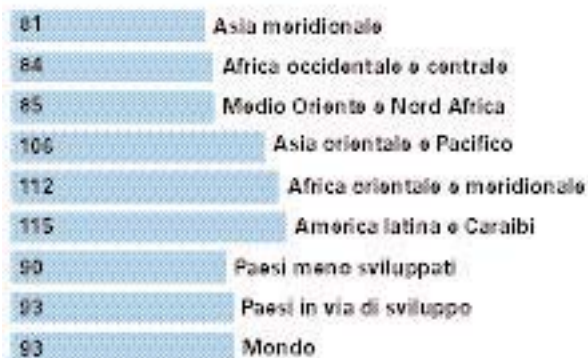 81 Asia meridionale
84 Africa occidentale e centrale
85 Medio Oriente e Nord Africa
106 Asia orientale e Pacifico
112 Africa orientale e meridionale
115 America latina e Caraibi
90 Paesi meno sviluppati
93 Paesi in via di sviluppo
93 Mondo